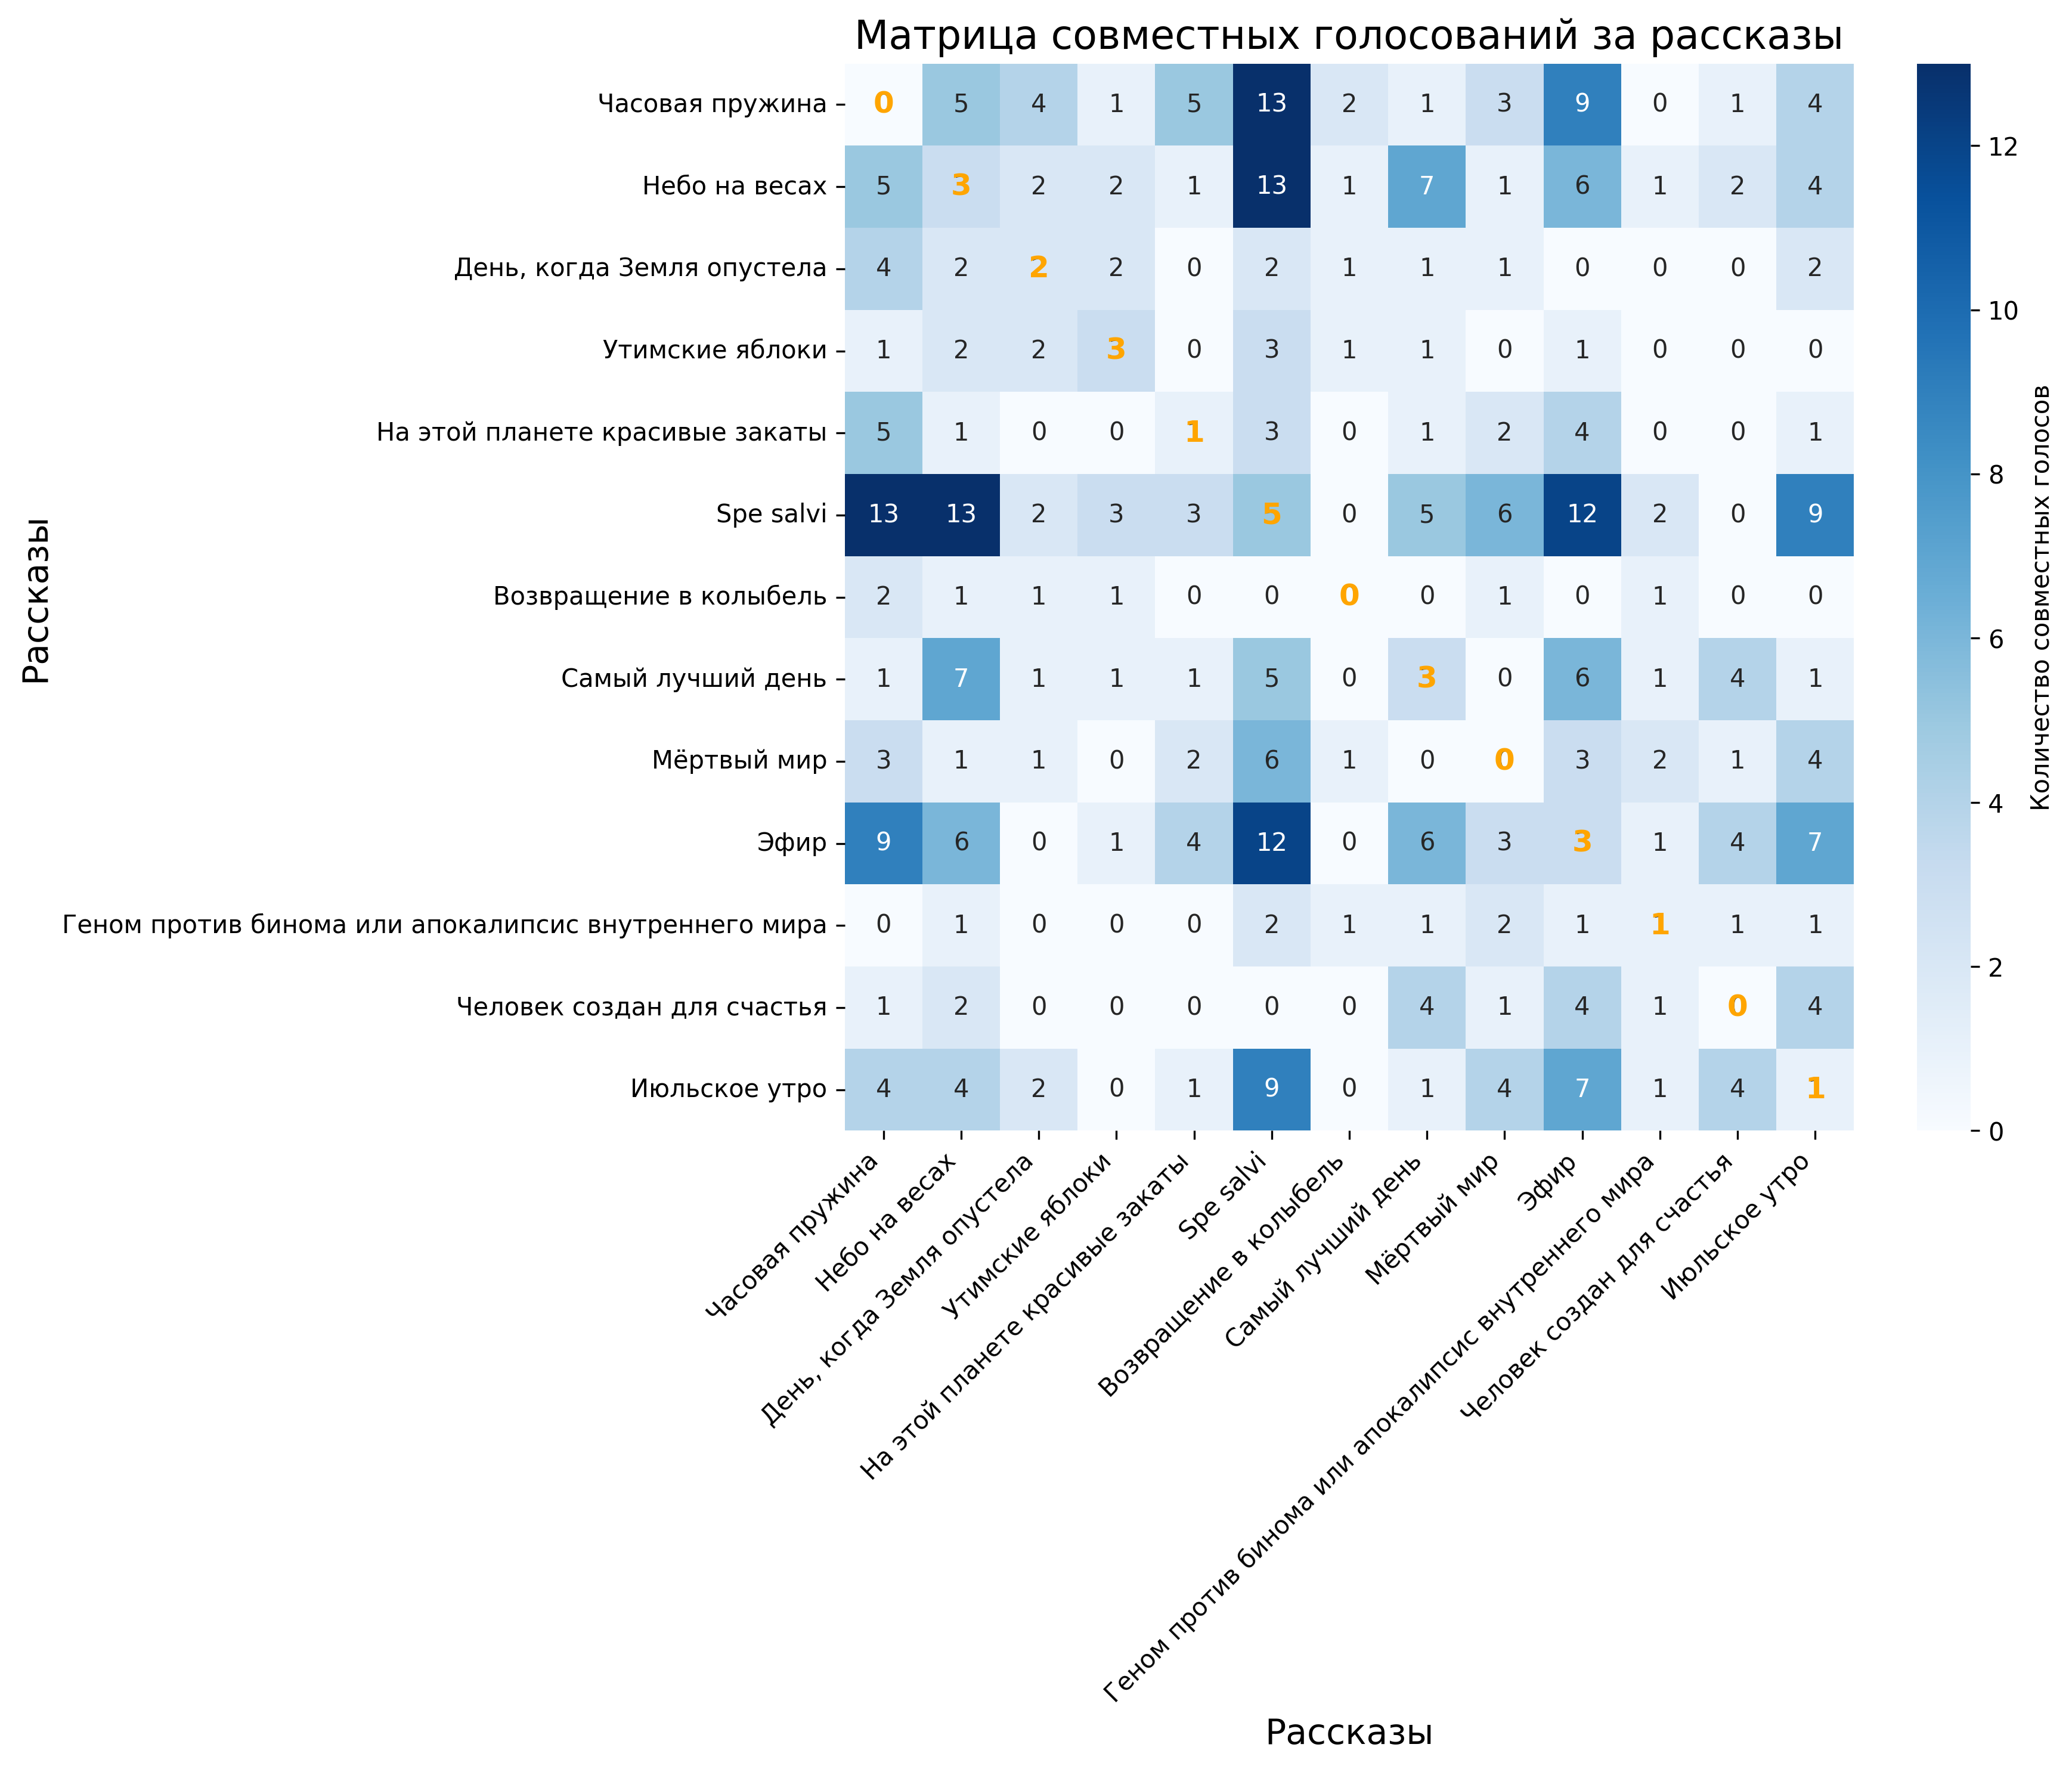 Матрица совместных голосований за рассказы
Часовая пружина 0 5 4 1 5 13 2 1 3 9 0 1 4
Небо на весах 5 3 2 2 1 13 1 7 1 6 1 2 4
День, когда Земля опустела 4 2 2 2 0 2 1 1 1 0 0 0 2
Утимские яблоки 1 2 2 3 0 3 1 1 0 1 0 0 0
На этой планете красивые закаты 5 1 0 0 1 3 0 1 2 4 0 0 1
Spe salvi 13 13 2 3 3 5 0 5 6 12 2 0 9
Возвращение в колыбель 2 1 1 1 0 0 0 0 1 0 1 0 0
Самый лучший день 1 7 1 1 1 5 0 3 0 6 1 4 1
Мёртвый мир 3 1 1 0 2 6 1 0 0 3 2 1 4
Эфир 9 6 0 1 4 12 0 6 3 3 1 4 7
Геном против бинома или апокалипсис внутреннего мира 0 1 0 0 0 2 1 1 2 1 1 1 1
Человек создан для счастья 1 2 0 0 0 0 0 4 1 4 1 0 4
Июльское утро 4 4 2 0 1 9 0 1 4 7 1 4 1
Рассказы
Часовая пружина
Небо на весах
День, когда Земля опустела
Утимские яблоки
На этой планете красивые закаты
Spe salvi
Возвращение в колыбель
Самый лучший день
Мёртвый мир
Эфир
Геном против бинома или апокалипсис внутреннего мира
Человек создан для счастья
Июльское утро
Рассказы
12
10
8
6
4
2
0
Количество совместных голосов